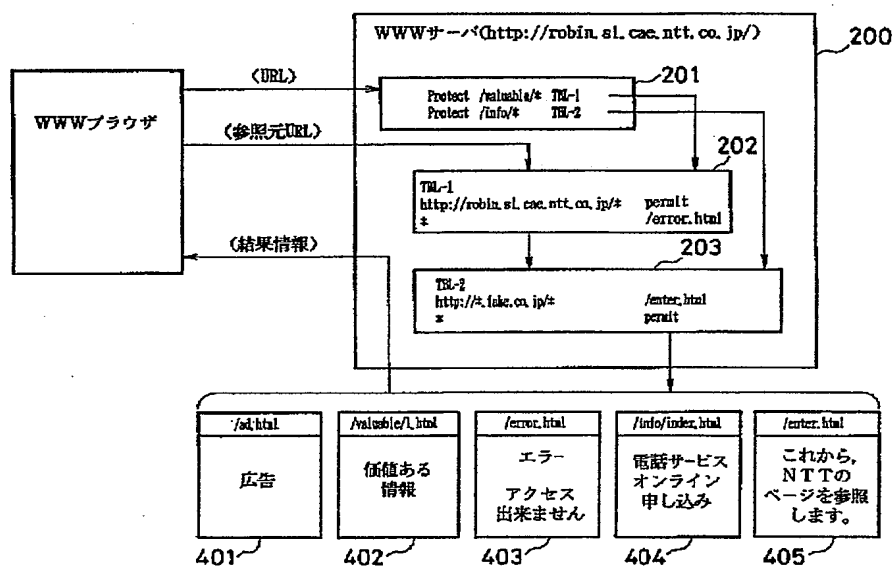 WWWサーバ(http://robin.sl.cae.ntt.co.jp/)
200
(URL)
201
Protect /valuable/* TBL-1
Protect /info/* TBL-2
WWWブラウザ
(参照元URL)
202
TBL-1
http://robin.sl.cae.ntt.co.jp/* permit
* /error.html
(結果情報)
203
TBL-2
http://*.fake.co.jp/* /enter.html
* permit
/ad.html
広告
401
/valuable/1.html
価値ある
情報
402
/error.html
エラー
アクセス
出来ません
403
/info/index.html
電話サービス
オンライン
申し込み
404
/enter.html
これから,
NTTの
ページを参照
します。
405